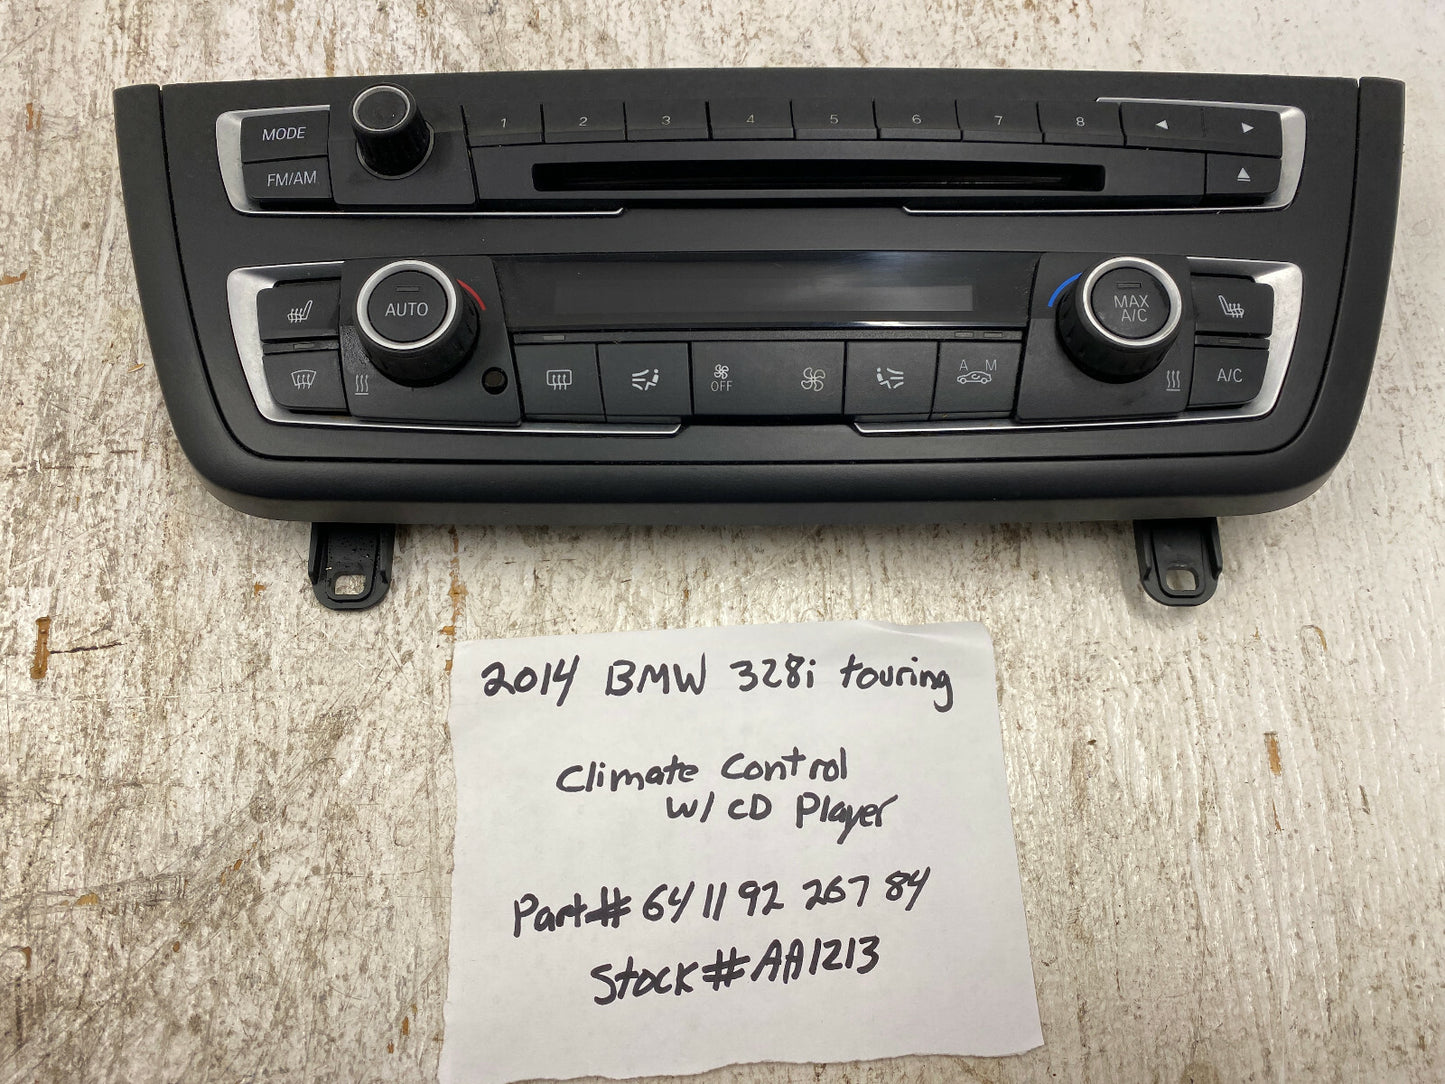 MODE
1 2 3 4 5 6 7 8
FM/AM
AUTO
MAX
A/C
OFF
A M
A/C
2014 BMW 328i touring
Climate Control
w/ CD Player
Part# 64 11 92 267 84
Stock# AA1213